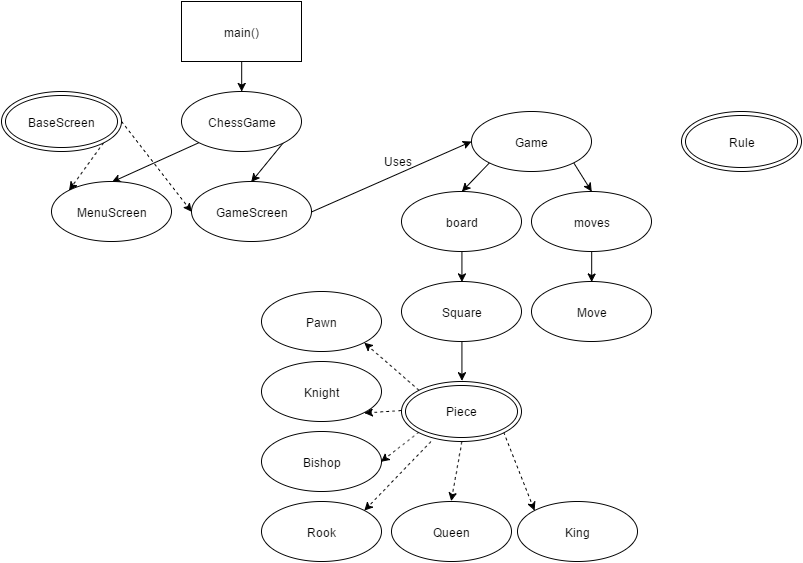 main()
BaseScreen
ChessGame
Game
Rule
Uses
MenuScreen
GameScreen
board
moves
Square
Move
Pawn
Knight
Piece
Bishop
Rook
Queen
King